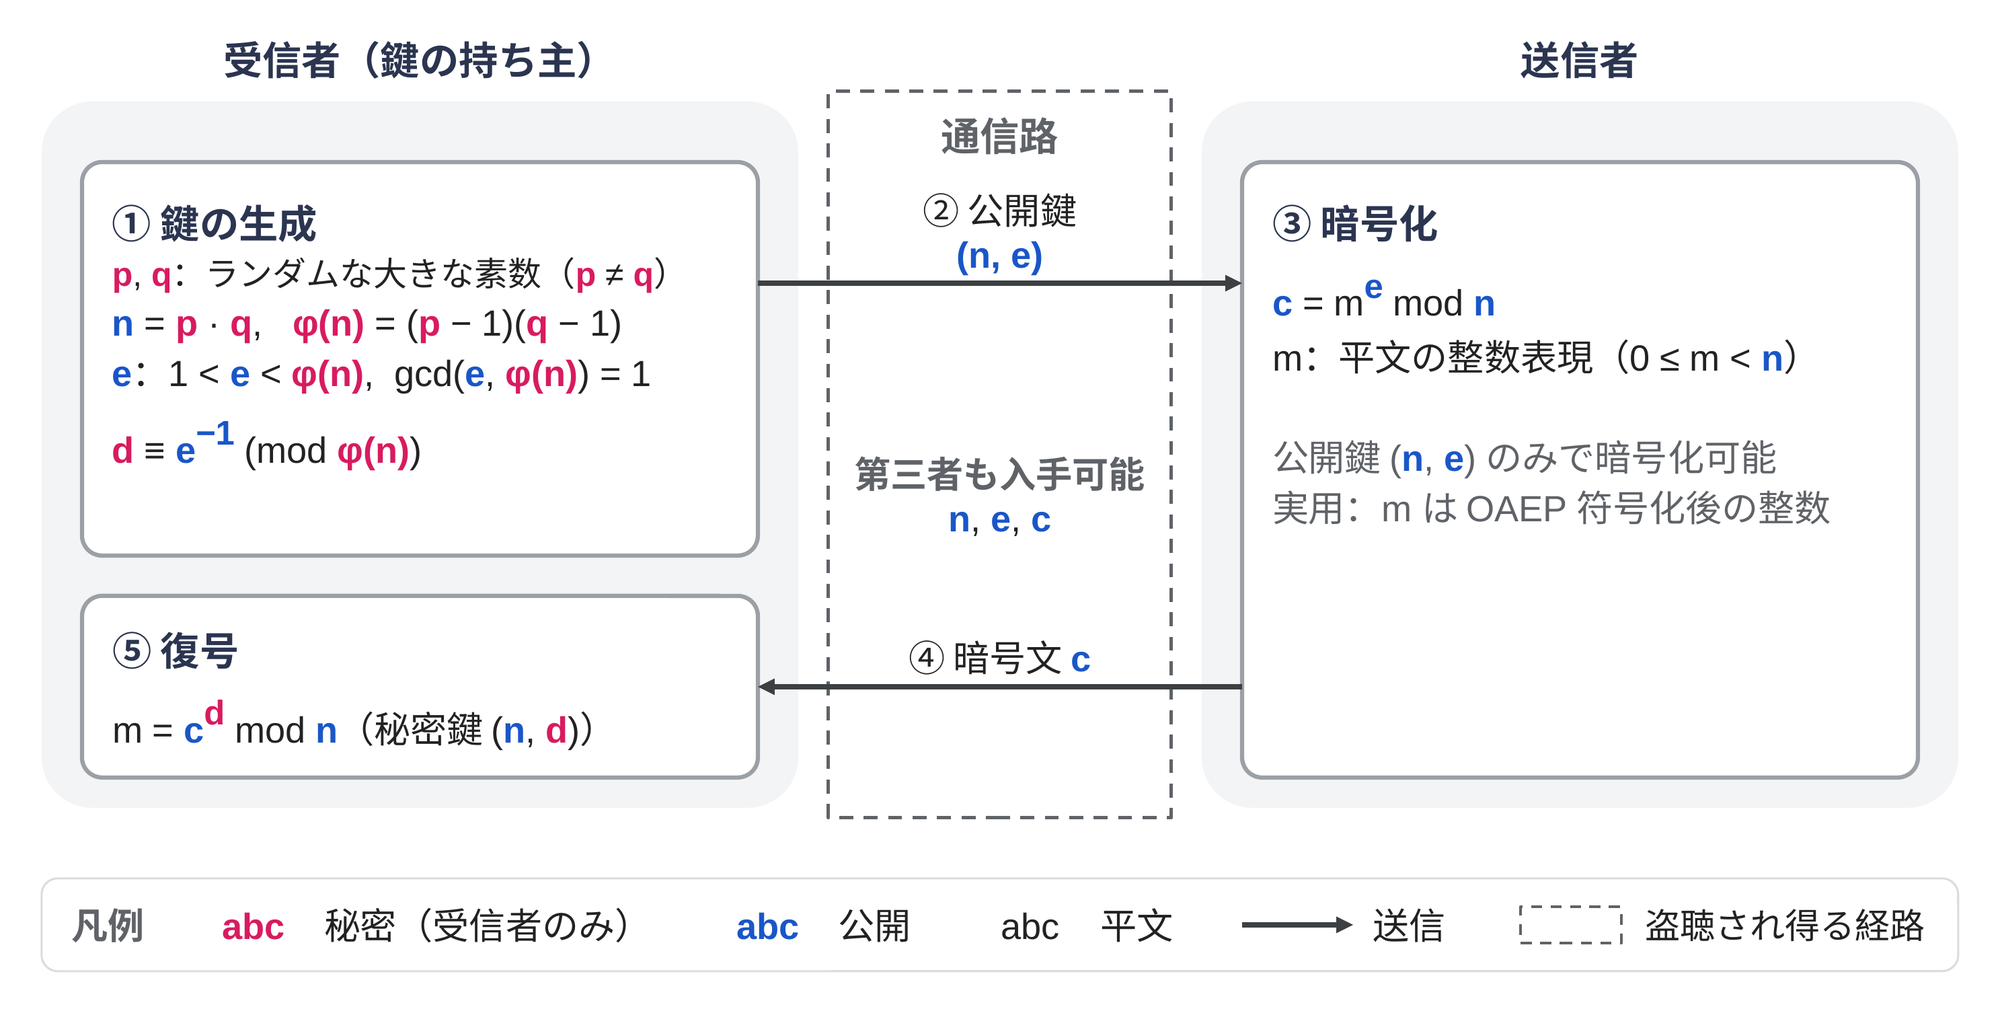 受信者（鍵の持ち主）
① 鍵の生成
p, q：ランダムな大きな素数（p ≠ q）
n = p · q,   φ(n) = (p − 1)(q − 1)
e：1 < e < φ(n),  gcd(e, φ(n)) = 1
d ≡ e⁻¹ (mod φ(n))
⑤ 復号
m = c^d mod n（秘密鍵 (n, d)）
通信路
② 公開鍵
(n, e)
第三者も入手可能
n, e, c
④ 暗号文 c
送信者
③ 暗号化
c = m^e mod n
m：平文の整数表現（0 ≤ m < n）
公開鍵 (n, e) のみで暗号化可能
実用：m は OAEP 符号化後の整数
凡例 abc 秘密（受信者のみ） abc 公開 abc 平文 送信 盗聴され得る経路